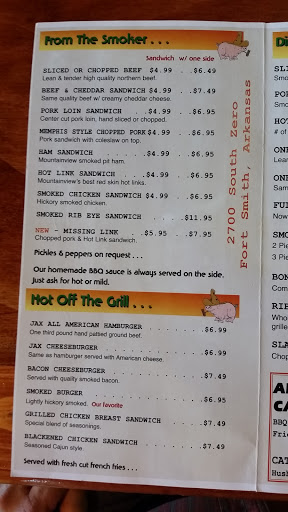 From The Smoker . . .
Sandwich w/ one side
SLICED OR CHOPPED BEEF $4.99 . . .$6.49
Lean & tender high quality northern beef.
BEEF & CHEDDAR SANDWICH $4.99 . .$7.49
Same quality beef w/ creamy cheddar cheese.
PORK LOIN SANDWICH . . .$4.99 . .$6.95
Center cut pork loin, hand sliced or chopped.
MEMPHIS STYLE CHOPPED PORK $4.99 . .$6.95
Pork sandwich with coleslaw on top.
HAM SANDWICH . . . . .$4.99 . . .$6.95
Mountainview smoked pit ham.
HOT LINK SANDWICH . . .$4.99 . .$6.95
Mountainview's best red skin hot links.
SMOKED CHICKEN SANDWICH $4.99 . .$6.95
Hickory smoked chicken.
SMOKED RIB EYE SANDWICH . . .$11.95
NEW - MISSING LINK . .$5.95 . .$7.95
Chopped pork & Hot Link sandwich.
Pickles & peppers on request . . .
Our homemade BBQ sauce is always served on the side.
Just ask for hot or mild.
2700 South Zero
Fort Smith, Arkansas
Hot Off The Grill . . .
JAX ALL AMERICAN HAMBURGER . . . .$6.99
One third pound hand pattied ground beef.
JAX CHEESEBURGER . . . . .$6.99
Same as hamburger served with American cheese.
BACON CHEESEBURGER . . . . .$7.49
Served with quality smoked bacon.
SMOKED BURGER . . . . .$6.95
Lightly hickory smoked. Our favorite
GRILLED CHICKEN BREAST SANDWICH . .$7.49
Special blend of seasonings.
BLACKENED CHICKEN SANDWICH . . . .$7.49
Seasoned Cajun style.
Served with fresh cut french fries . . .